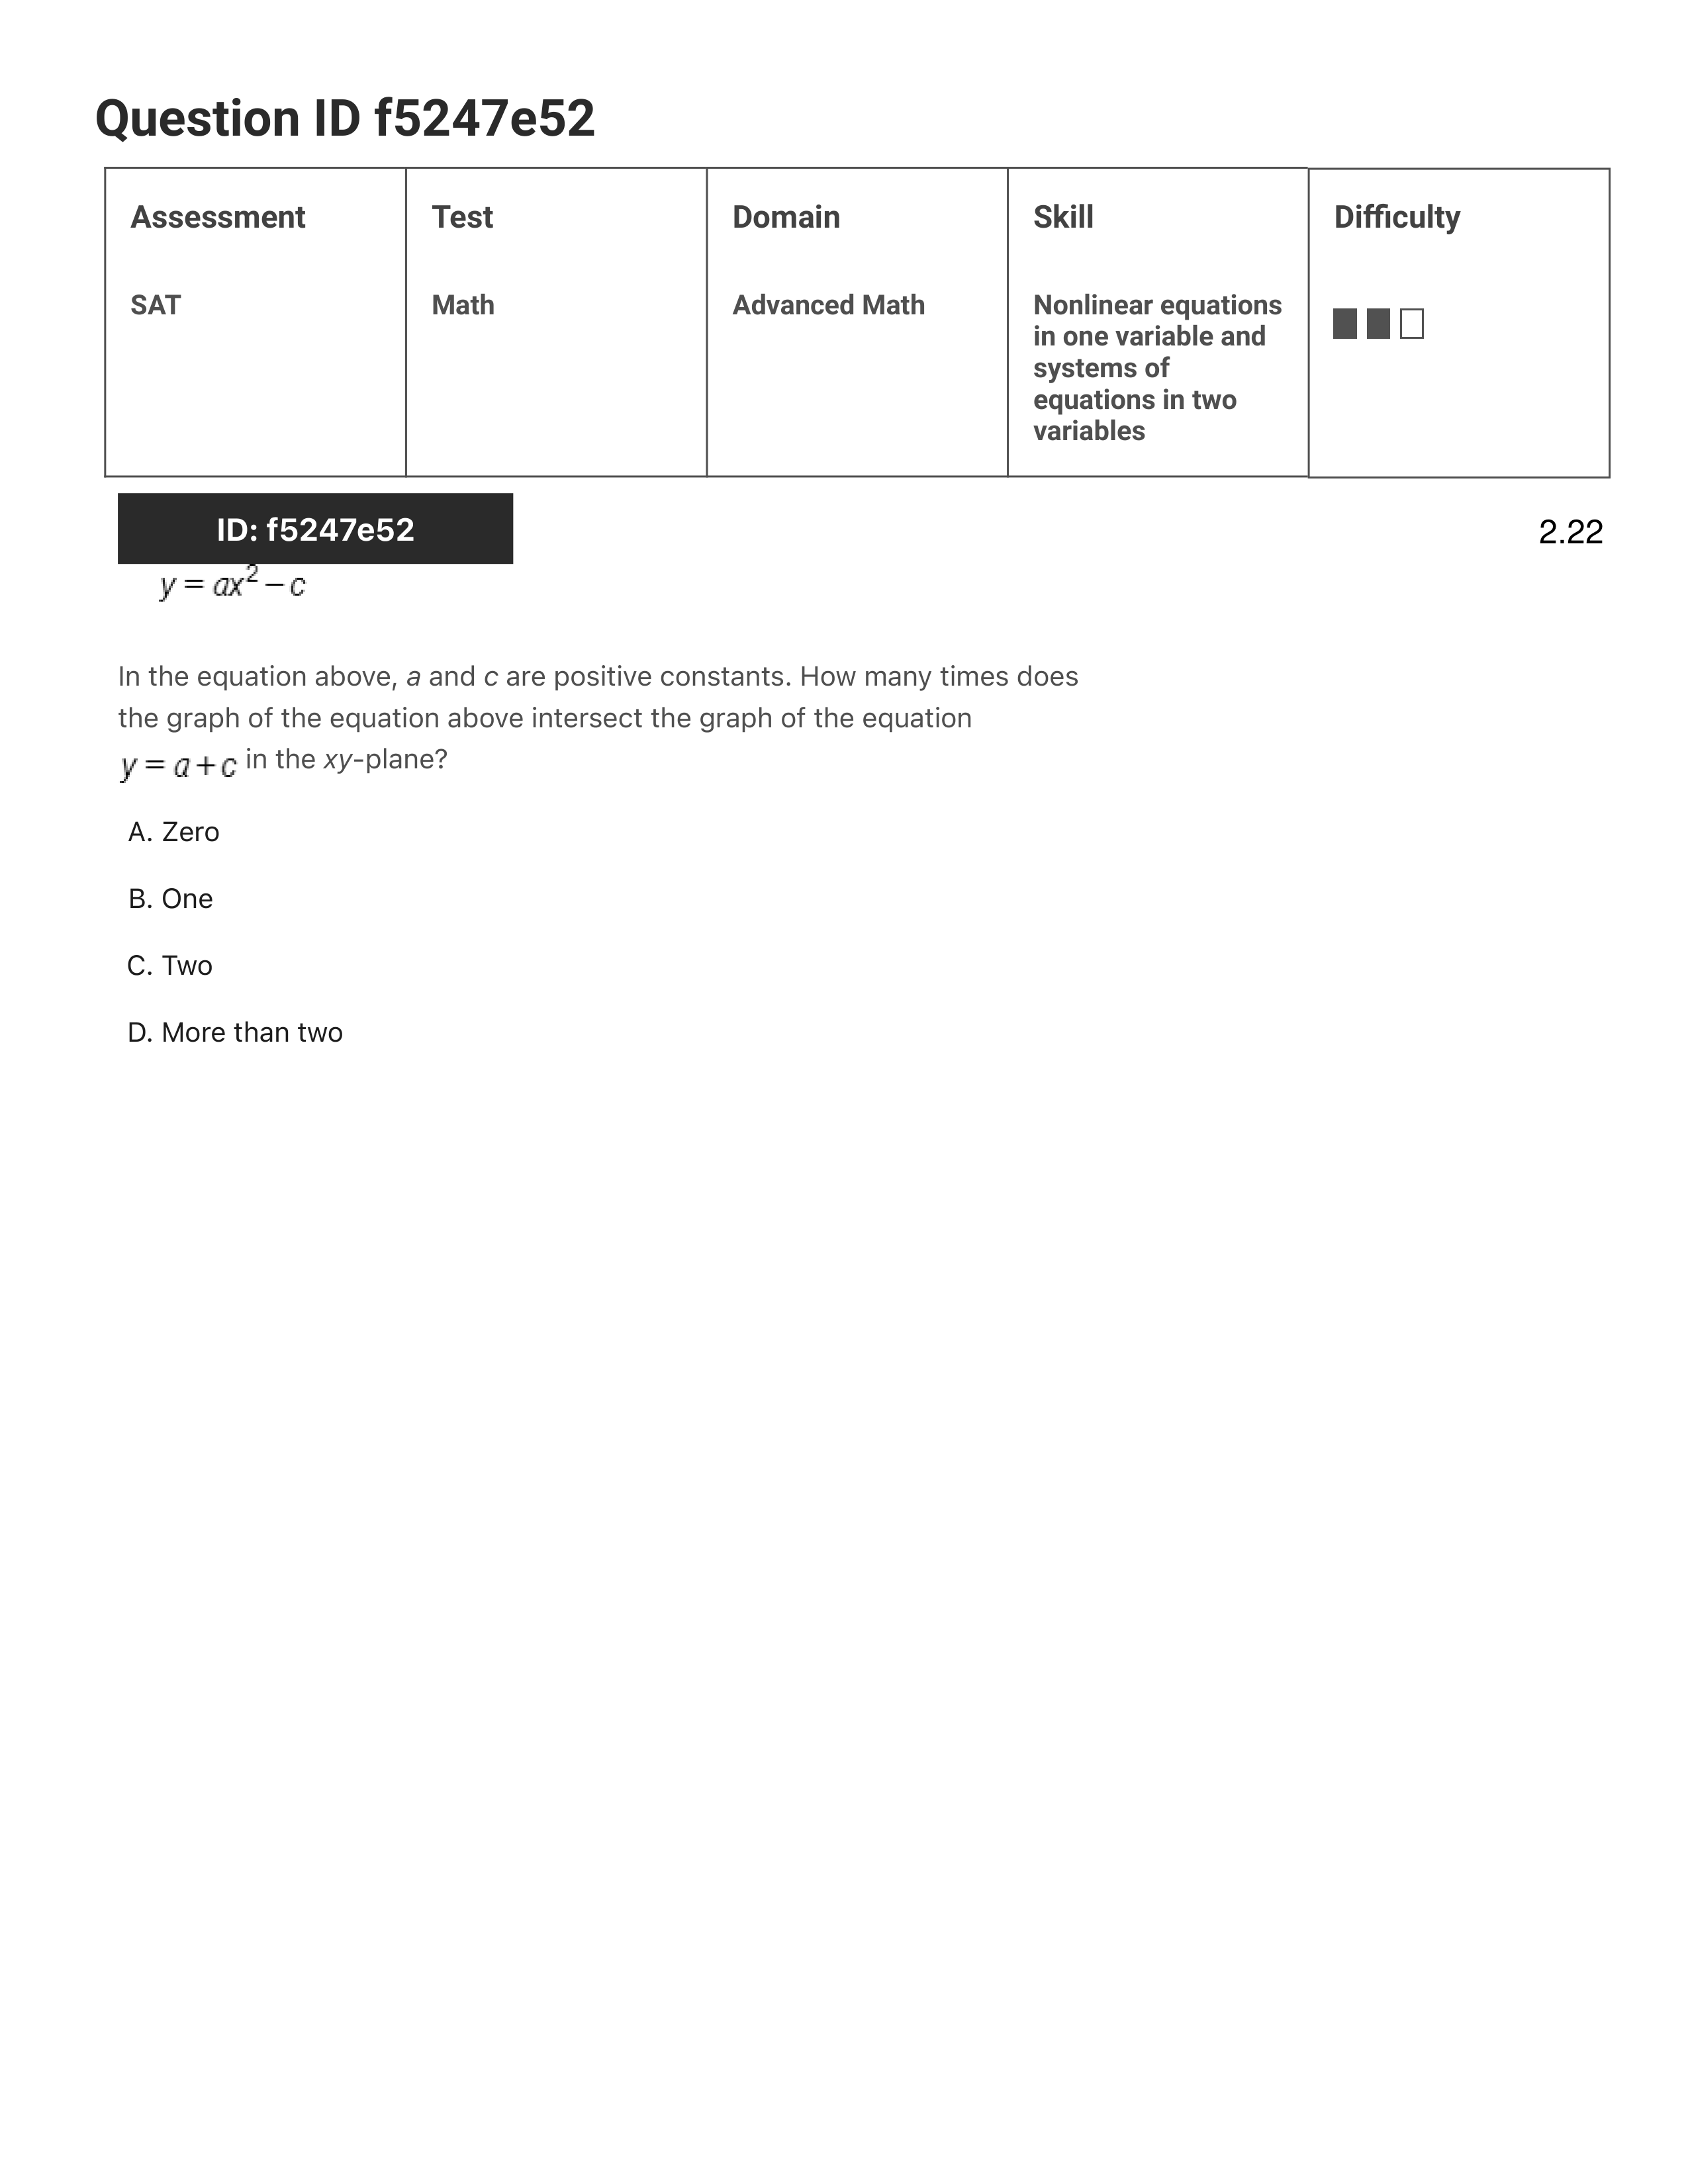 Question ID f5247e52
Assessment
Test
Domain
Skill
Difficulty
SAT
Math
Advanced Math
Nonlinear equations
in one variable and
systems of
equations in two
variables
ID: f5247e52
2.22
y = ax² − c
In the equation above, a and c are positive constants. How many times does
the graph of the equation above intersect the graph of the equation
y = a + c in the xy-plane?
A. Zero
B. One
C. Two
D. More than two